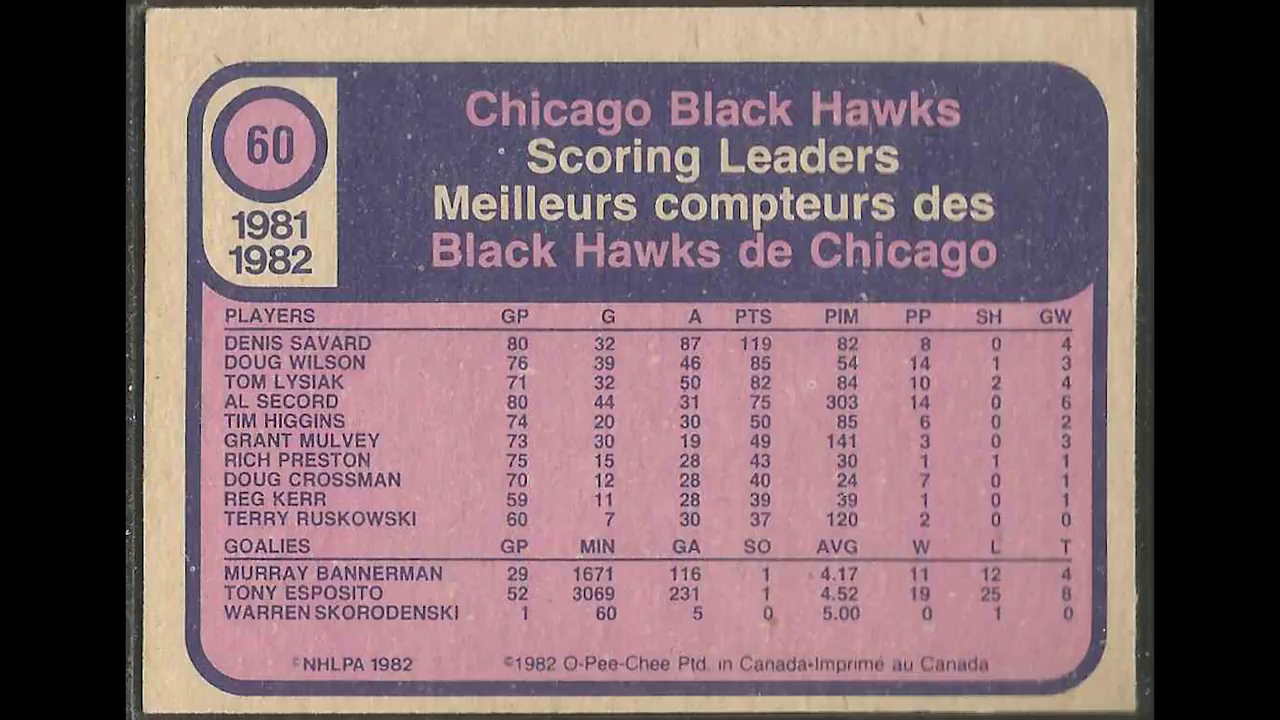 60
1981
1982
Chicago Black Hawks
Scoring Leaders
Meilleurs compteurs des
Black Hawks de Chicago
PLAYERS GP G A PTS PIM PP SH GW
DENIS SAVARD 80 32 87 119 82 8 0 4
DOUG WILSON 76 39 46 85 54 14 1 3
TOM LYSIAK 71 32 50 82 84 10 2 4
AL SECORD 80 44 31 75 303 14 0 6
TIM HIGGINS 74 20 30 50 85 6 0 2
GRANT MULVEY 73 30 19 49 141 3 0 3
RICH PRESTON 75 15 28 43 30 1 1 1
DOUG CROSSMAN 70 12 28 40 24 7 0 1
REG KERR 59 11 28 39 39 1 0 1
TERRY RUSKOWSKI 60 7 30 37 120 2 0 0
GOALIES GP MIN GA SO AVG W L T
MURRAY BANNERMAN 29 1671 116 1 4.17 11 12 4
TONY ESPOSITO 52 3069 231 1 4.52 19 25 8
WARREN SKORODENSKI 1 60 5 0 5.00 0 1 0
©NHLPA 1982 ©1982 O-Pee-Chee Ptd. in Canada-Imprimé au Canada